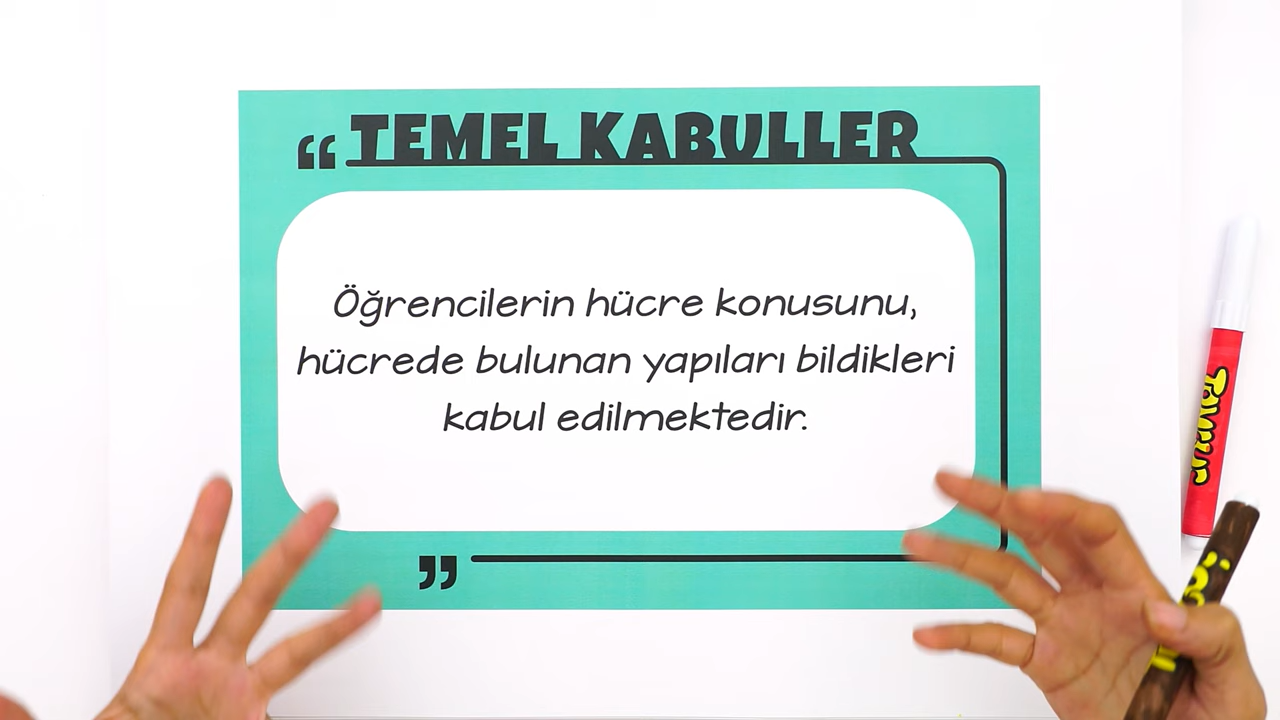 “TEMEL KABULLER
Öğrencilerin hücre konusunu,
hücrede bulunan yapıları bildikleri
kabul edilmektedir.
”